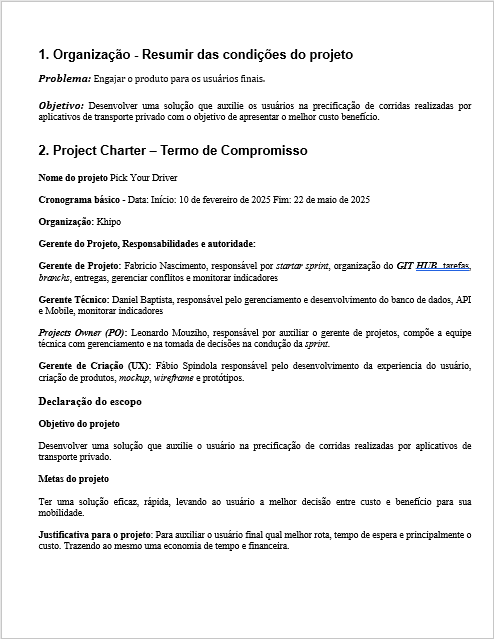 1. Organização - Resumir das condições do projeto
Problema: Engajar o produto para os usuários finais.
Objetivo: Desenvolver uma solução que auxilie os usuários na precificação de corridas realizadas por
aplicativos de transporte privado com o objetivo de apresentar o melhor custo benefício.
2. Project Charter – Termo de Compromisso
Nome do projeto Pick Your Driver
Cronograma básico - Data: Início: 10 de fevereiro de 2025 Fim: 22 de maio de 2025
Organização: Khipo
Gerente do Projeto, Responsabilidades e autoridade:
Gerente de Projeto: Fabricio Nascimento, responsável por startar sprint, organização do GIT HUB, tarefas,
branchs, entregas, gerenciar conflitos e monitorar indicadores
Gerente Técnico: Daniel Baptista, responsável pelo gerenciamento e desenvolvimento do banco de dados, API
e Mobile, monitorar indicadores
Projects Owner (PO): Leonardo Mouziho, responsável por auxiliar o gerente de projetos, compõe a equipe
técnica com gerenciamento e na tomada de decisões na condução da sprint.
Gerente de Criação (UX): Fábio Spíndola responsável pelo desenvolvimento da experiencia do usuário,
criação de produtos, mockup, wireframe e protótipos.
Declaração do escopo
Objetivo do projeto
Desenvolver uma solução que auxilie o usuário na precificação de corridas realizadas por aplicativos de
transporte privado.
Metas do projeto
Ter uma solução eficaz, rápida, levando ao usuário a melhor decisão entre custo e benefício para sua
mobilidade.
Justificativa para o projeto: Para auxiliar o usuário final qual melhor rota, tempo de espera e principalmente o
custo. Trazendo ao mesmo uma economia de tempo e financeira.